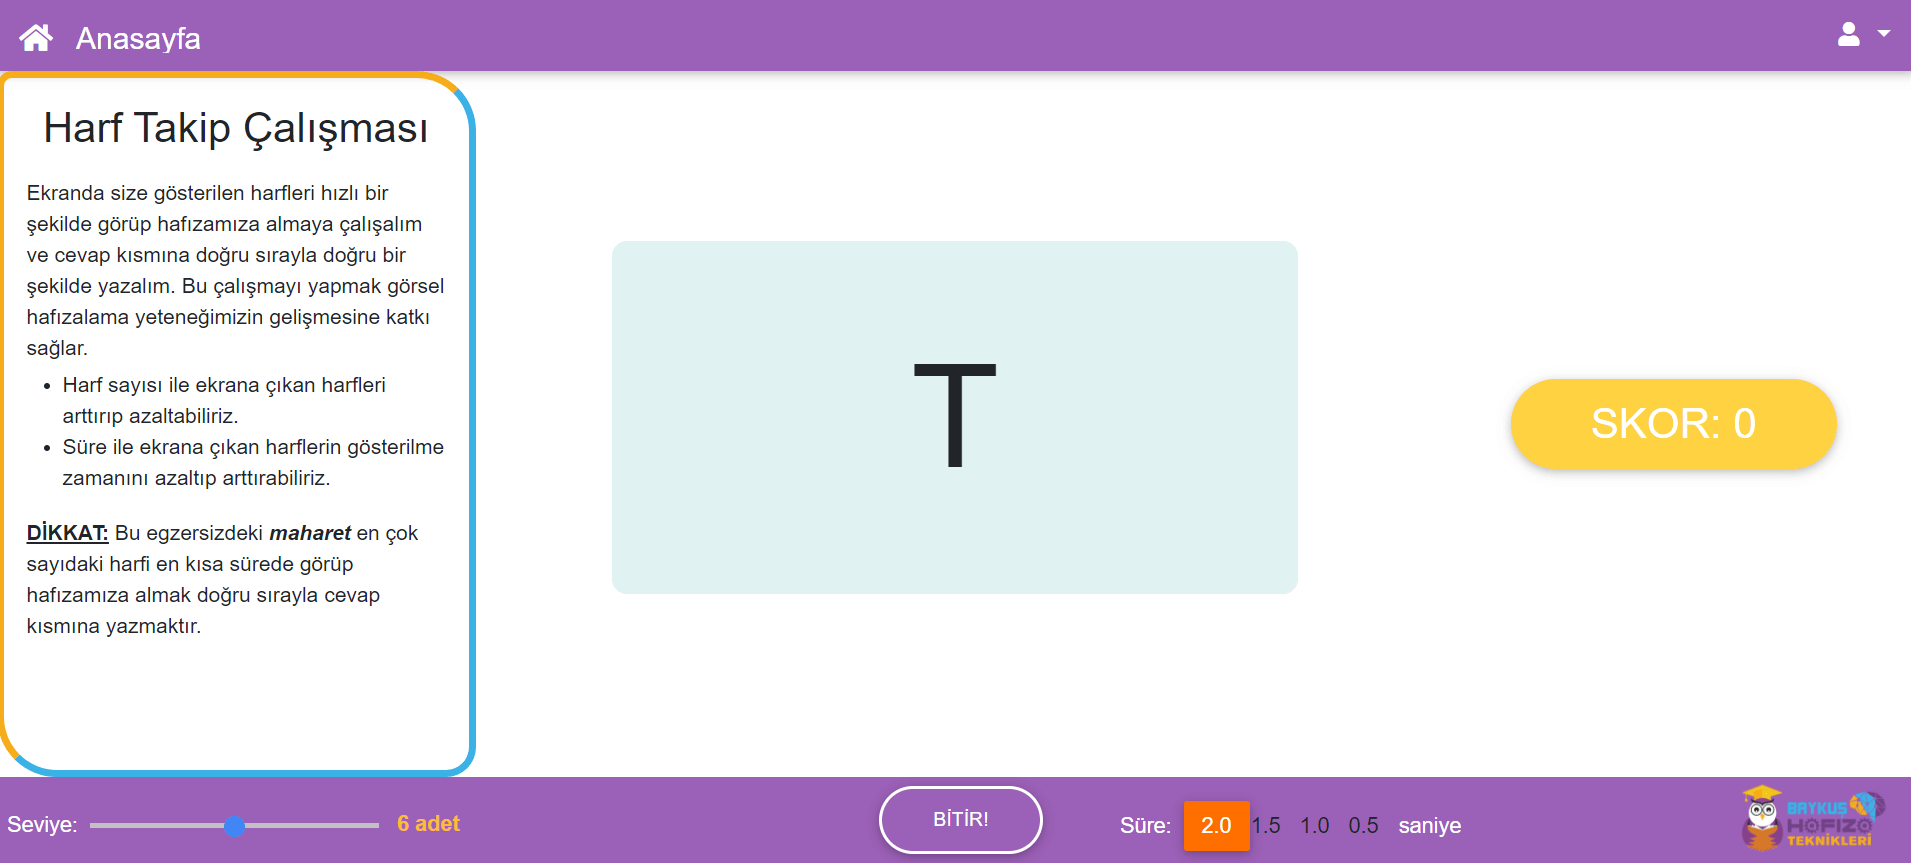 Anasayfa
Harf Takip Çalışması
Ekranda size gösterilen harfleri hızlı bir
şekilde görüp hafızamıza almaya çalışalım
ve cevap kısmına doğru sırayla doğru bir
şekilde yazalım. Bu çalışmayı yapmak görsel
hafızalama yeteneğimizin gelişmesine katkı
sağlar.
• Harf sayısı ile ekrana çıkan harfleri
arttırıp azaltabiliriz.
• Süre ile ekrana çıkan harflerin gösterilme
zamanını azaltıp arttırabiliriz.
DİKKAT: Bu egzersizdeki maharet en çok
sayıdaki harfi en kısa sürede görüp
hafızamıza almak doğru sırayla cevap
kısmına yazmaktır.
T
SKOR: 0
Seviye: 6 adet
BİTİR!
Süre: 2.0 1.5 1.0 0.5 saniye
BAYKUŞ
HAFIZA
TEKNİKLERİ